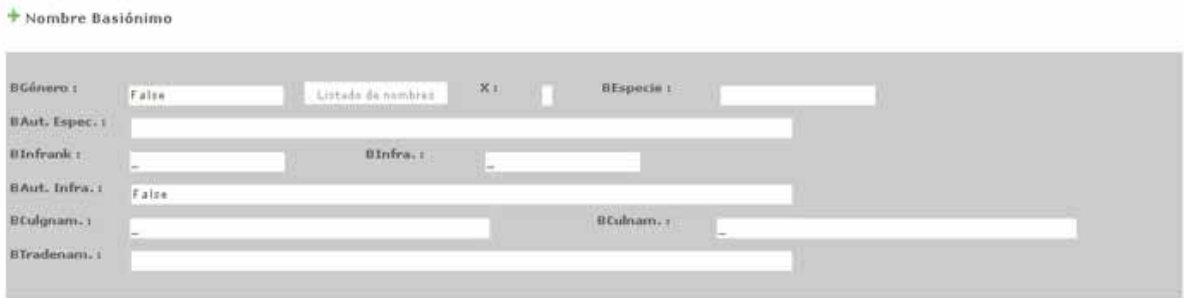 + Nombre Basiónimo
BGénero : False Listado de nombres X : BEspecie :
BAut. Espec. :
BInfrank : _ BInfra. : _
BAut. Infra. : False
BCulgnam. : _ BCulnam. : _
BTradenam. :